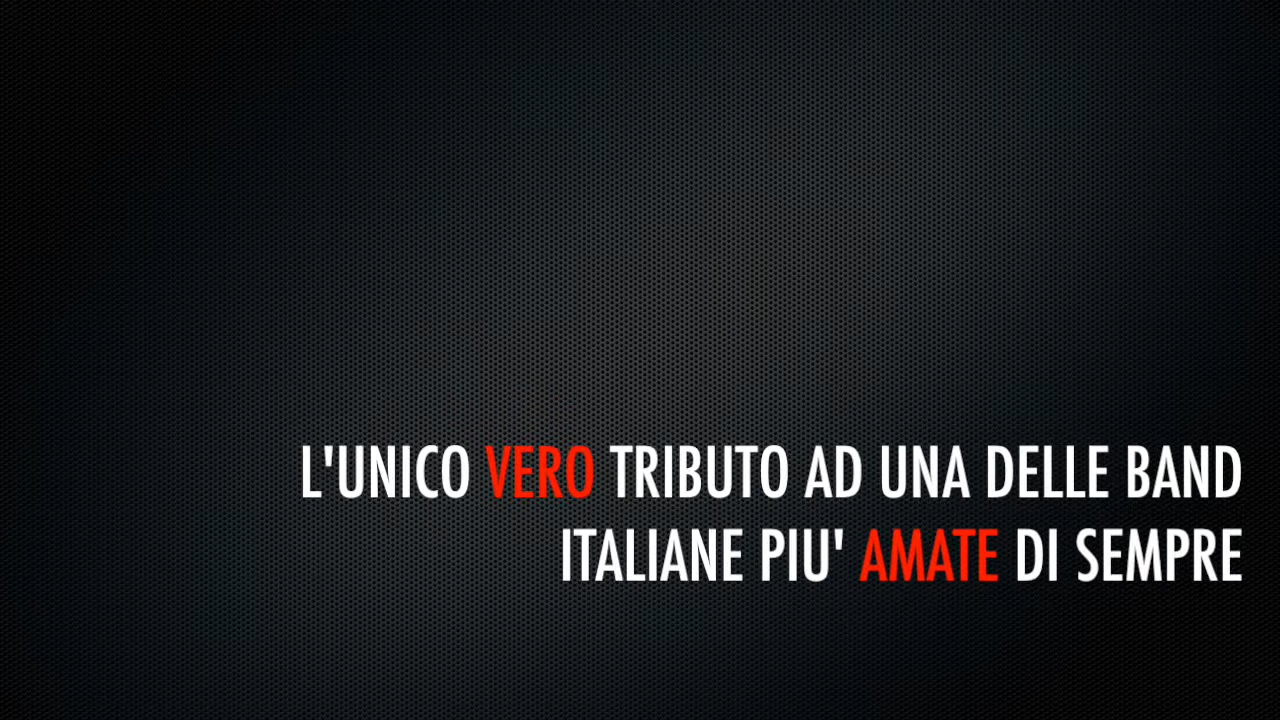 L'UNICO VERO TRIBUTO AD UNA DELLE BAND
ITALIANE PIU' AMATE DI SEMPRE